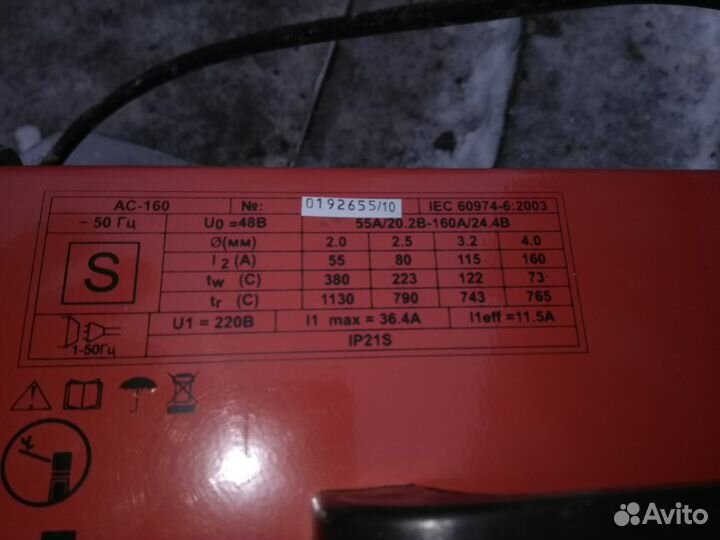 AC-160 №: 0192655/10 IEC 60974-6:2003
~ 50 Гц U0 =48В 55А/20.2В-160А/24.4В
S Ø(мм) 2.0 2.5 3.2 4.0
I 2 (А) 55 80 115 160
tw (С) 380 223 122 73
tr (С) 1130 790 743 765
1-50Гц U1 = 220В I1 max = 36.4А I1eff =11.5А
IP21S
Avito